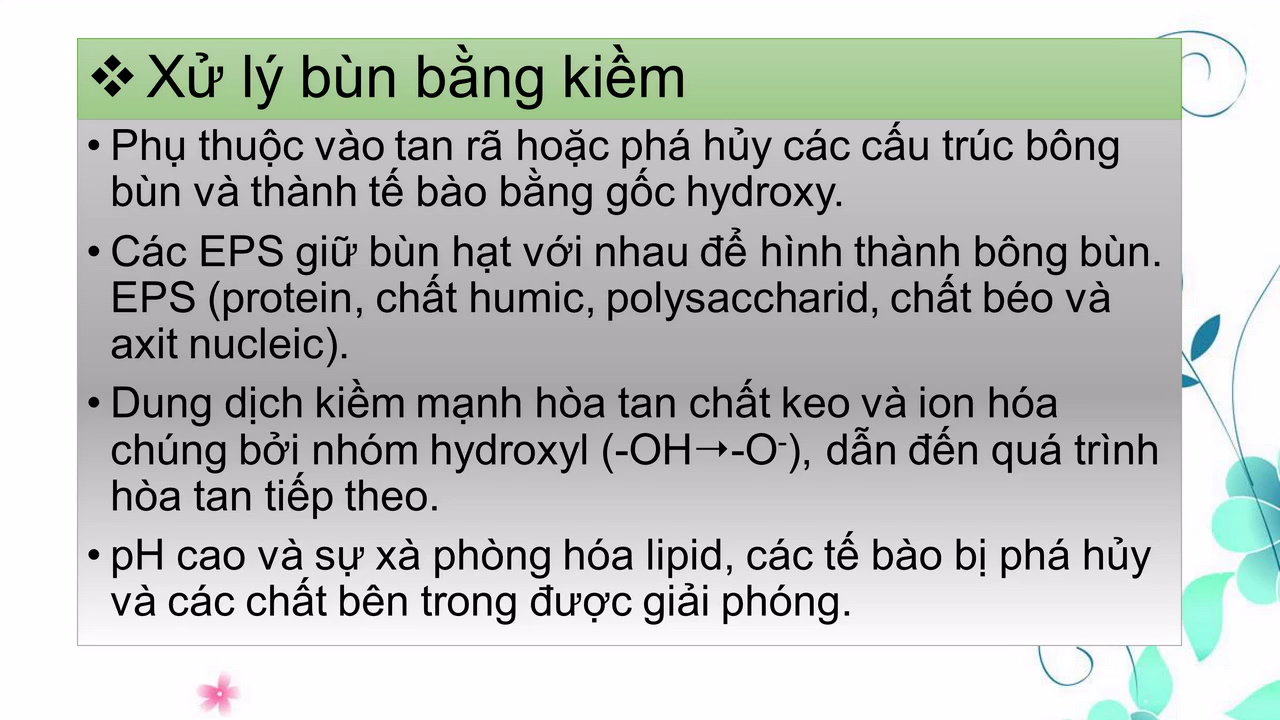 ❖ Xử lý bùn bằng kiềm
• Phụ thuộc vào tan rã hoặc phá hủy các cấu trúc bông
bùn và thành tế bào bằng gốc hydroxy.
• Các EPS giữ bùn hạt với nhau để hình thành bông bùn.
EPS (protein, chất humic, polysaccharid, chất béo và
axit nucleic).
• Dung dịch kiềm mạnh hòa tan chất keo và ion hóa
chúng bởi nhóm hydroxyl (-OH→-O⁻), dẫn đến quá trình
hòa tan tiếp theo.
• pH cao và sự xà phòng hóa lipid, các tế bào bị phá hủy
và các chất bên trong được giải phóng.